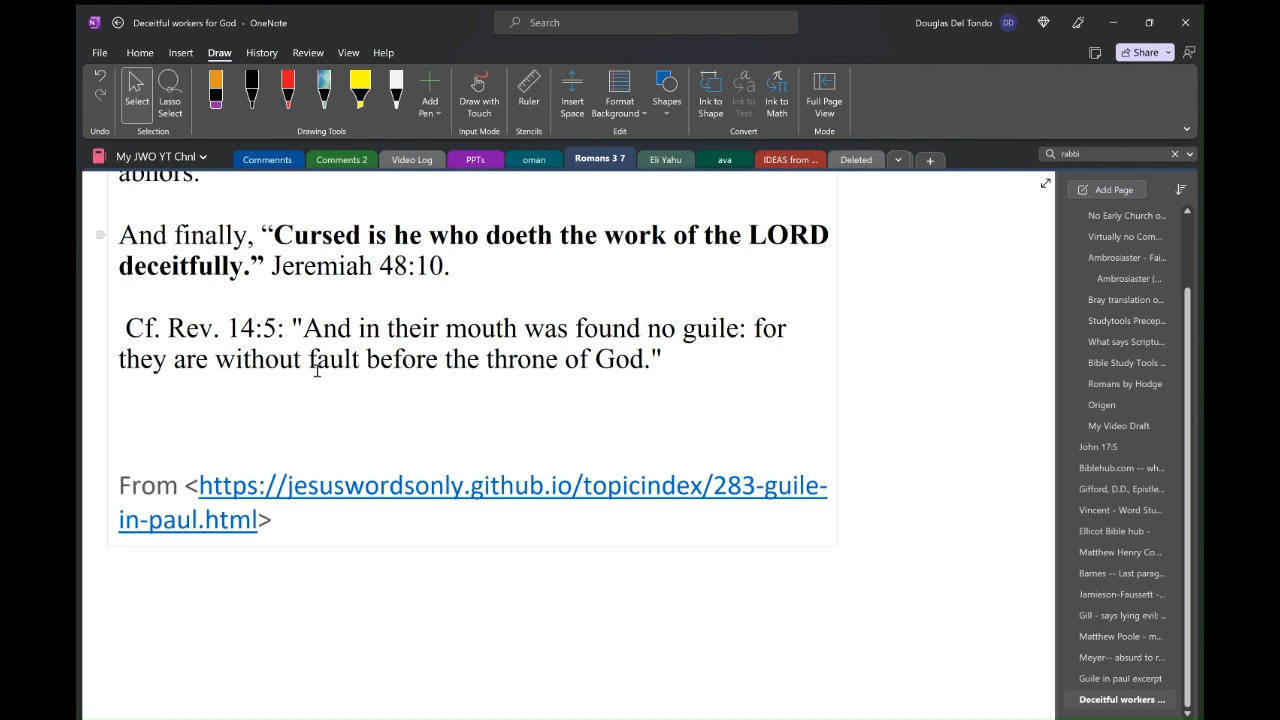 Deceitful workers for God - OneNote
Search
Douglas Del Tondo
DD
File
Home
Insert
Draw
History
Review
View
Help
Share
Select
Lasso
Select
Add
Pen
Draw with
Touch
Ruler
Insert
Space
Format
Background
Shapes
Ink to
Shape
Ink to
Text
Ink to
Math
Full Page
View
Undo
Selection
Drawing Tools
Input Mode
Stencils
Edit
Convert
Mode
My JWO YT Chnl
Commennts
Comments 2
Video Log
PPTs
oman
Romans 3 7
Eli Yahu
ava
IDEAS from ...
Deleted
rabbi
abhors.
And finally, “Cursed is he who doeth the work of the LORD
deceitfully.” Jeremiah 48:10.
Cf. Rev. 14:5: "And in their mouth was found no guile: for
they are without fault before the throne of God."
From <https://jesuswordsonly.github.io/topicindex/283-guile-
in-paul.html>
Add Page
No Early Church o...
Virtually no Com...
Ambrosiaster - Fai...
Ambrosiaster (...
Bray translation o...
Studytools Precep...
What says Scriptu...
Bible Study Tools ...
Romans by Hodge
Origen
My Video Draft
John 17:5
Biblehub.com -- wh...
Gifford, D.D., Epistle...
Vincent - Word Stu...
Ellicot Bible hub -
Matthew Henry Co...
Barnes -- Last parag...
Jamieson-Faussett -...
Gill - says lying evil; ...
Matthew Poole - m...
Meyer-- absurd to r...
Guile in paul excerpt
Deceitful workers ...